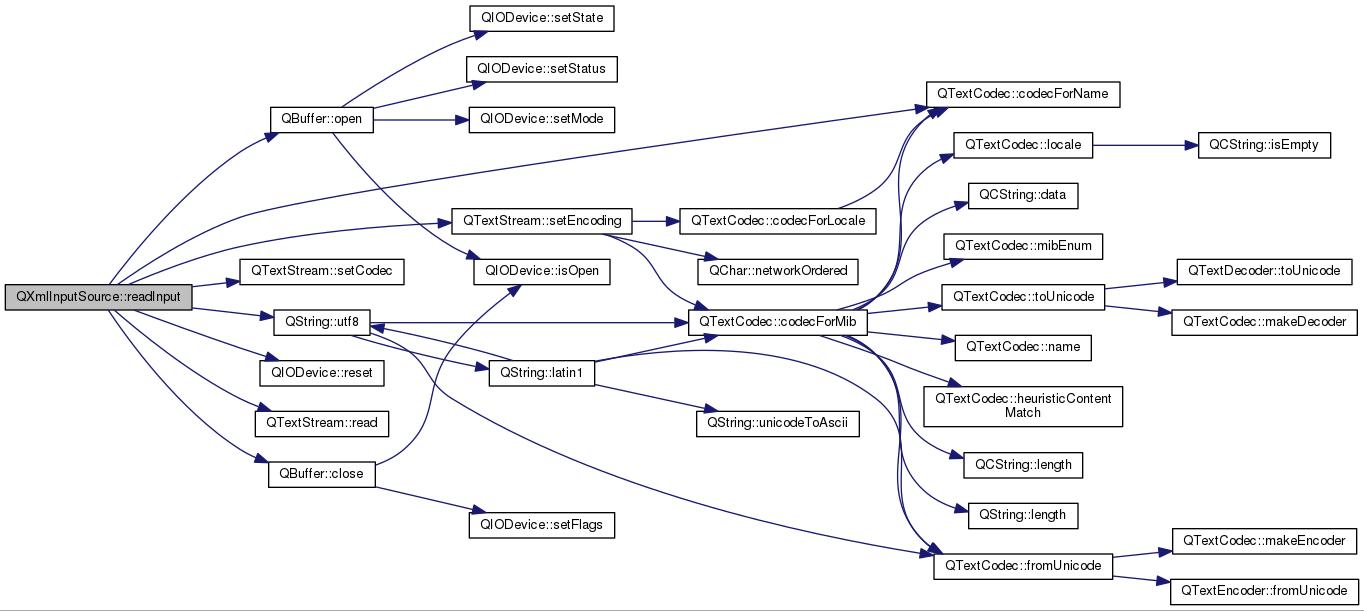 QXmlInputSource::readInput
QBuffer::open
QTextStream::setCodec
QString::utf8
QIODevice::reset
QTextStream::read
QBuffer::close
QIODevice::setState
QIODevice::setStatus
QIODevice::setMode
QTextStream::setEncoding
QIODevice::isOpen
QString::latin1
QIODevice::setFlags
QTextCodec::codecForLocale
QChar::networkOrdered
QTextCodec::codecForMib
QString::unicodeToAscii
QTextCodec::codecForName
QTextCodec::locale
QCString::data
QTextCodec::mibEnum
QTextCodec::toUnicode
QTextCodec::name
QTextCodec::heuristicContent
Match
QCString::length
QString::length
QTextCodec::fromUnicode
QCString::isEmpty
QTextDecoder::toUnicode
QTextCodec::makeDecoder
QTextCodec::makeEncoder
QTextEncoder::fromUnicode